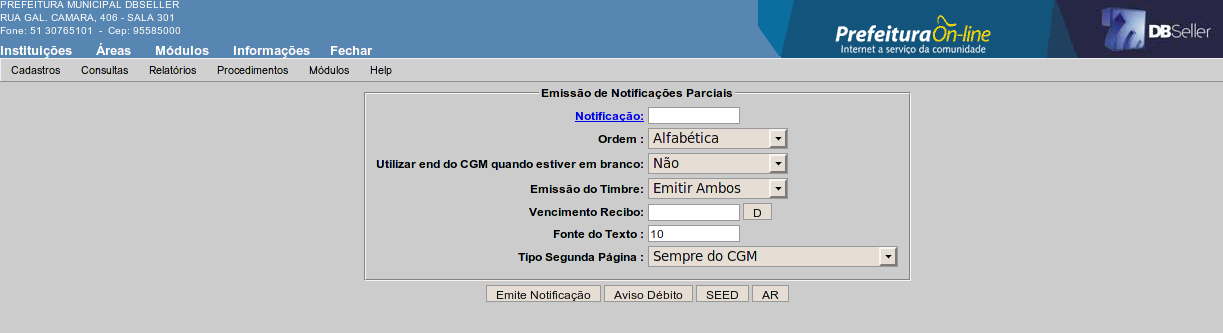 PREFEITURA MUNICIPAL DBSELLER
RUA GAL. CAMARA, 406 - SALA 301
Fone: 51 30765101 - Cep: 95585000
Prefeitura On-line
Internet a serviço da comunidade
DBSeller
Instituições Áreas Módulos Informações Fechar
Cadastros Consultas Relatórios Procedimentos Módulos Help
Emissão de Notificações Parciais
Notificação:
Ordem : Alfabética
Utilizar end do CGM quando estiver em branco: Não
Emissão do Timbre: Emitir Ambos
Vencimento Recibo: D
Fonte do Texto : 10
Tipo Segunda Página : Sempre do CGM
Emite Notificação Aviso Débito SEED AR